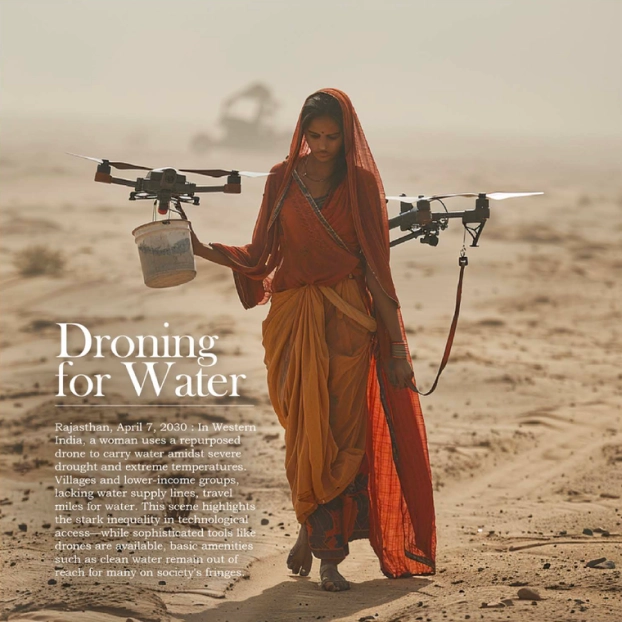 Droning
for Water
Rajasthan, April 7, 2030 : In Western
India, a woman uses a repurposed
drone to carry water amidst severe
drought and extreme temperatures.
Villages and lower-income groups,
lacking water supply lines, travel
miles for water. This scene highlights
the stark inequality in technological
access—while sophisticated tools like
drones are available, basic amenities
such as clean water remain out of
reach for many on society's fringes.